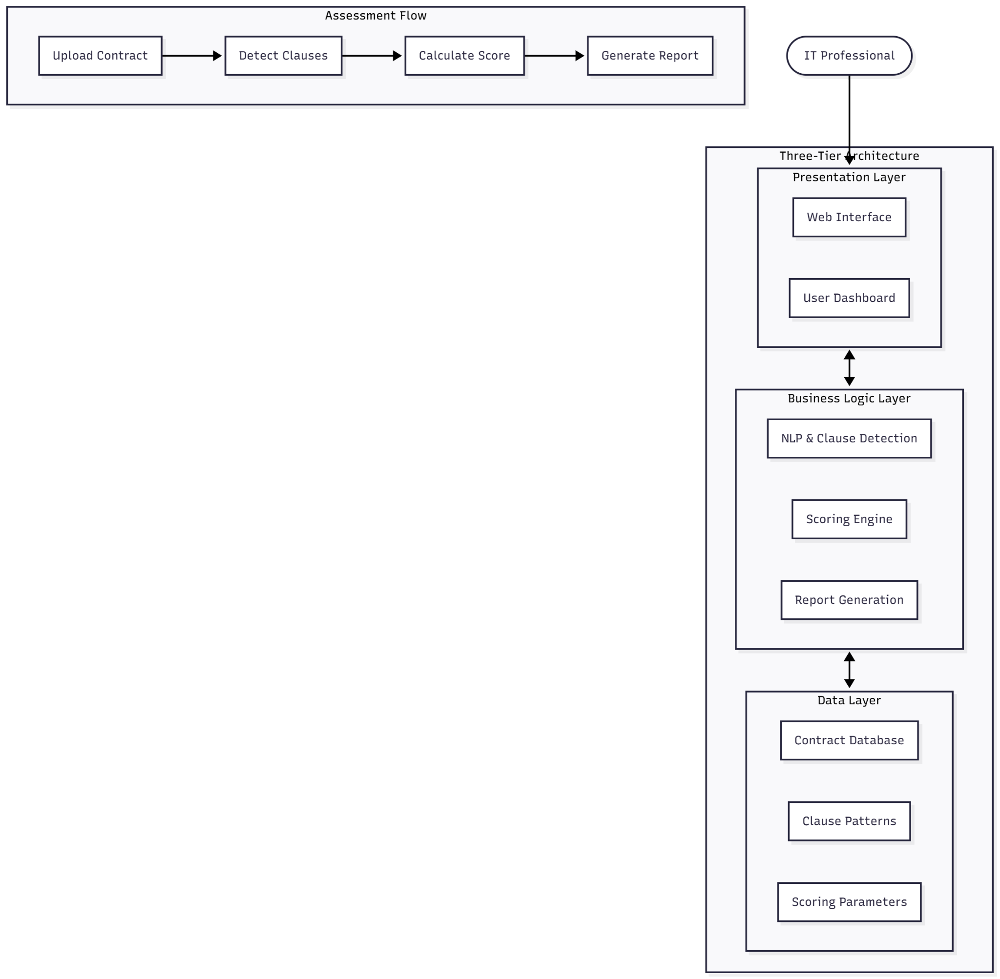 Assessment Flow
Upload Contract
Detect Clauses
Calculate Score
Generate Report
IT Professional
Three-Tier Architecture
Presentation Layer
Web Interface
User Dashboard
Business Logic Layer
NLP & Clause Detection
Scoring Engine
Report Generation
Data Layer
Contract Database
Clause Patterns
Scoring Parameters